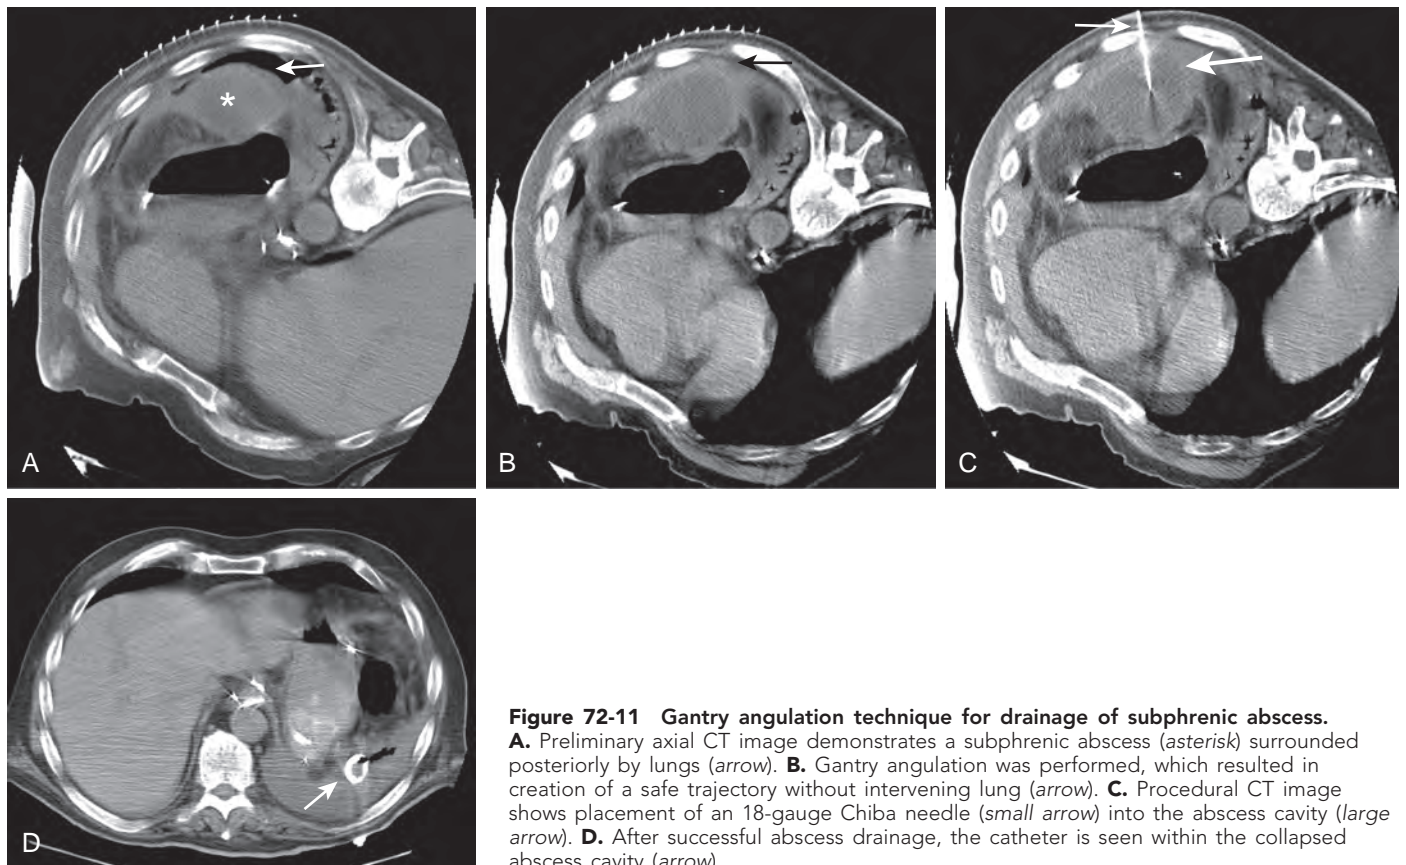 A
B
C
D
Figure 72-11 Gantry angulation technique for drainage of subphrenic abscess.
A. Preliminary axial CT image demonstrates a subphrenic abscess (asterisk) surrounded
posteriorly by lungs (arrow). B. Gantry angulation was performed, which resulted in
creation of a safe trajectory without intervening lung (arrow). C. Procedural CT image
shows placement of an 18-gauge Chiba needle (small arrow) into the abscess cavity (large
arrow). D. After successful abscess drainage, the catheter is seen within the collapsed
abscess cavity (arrow).